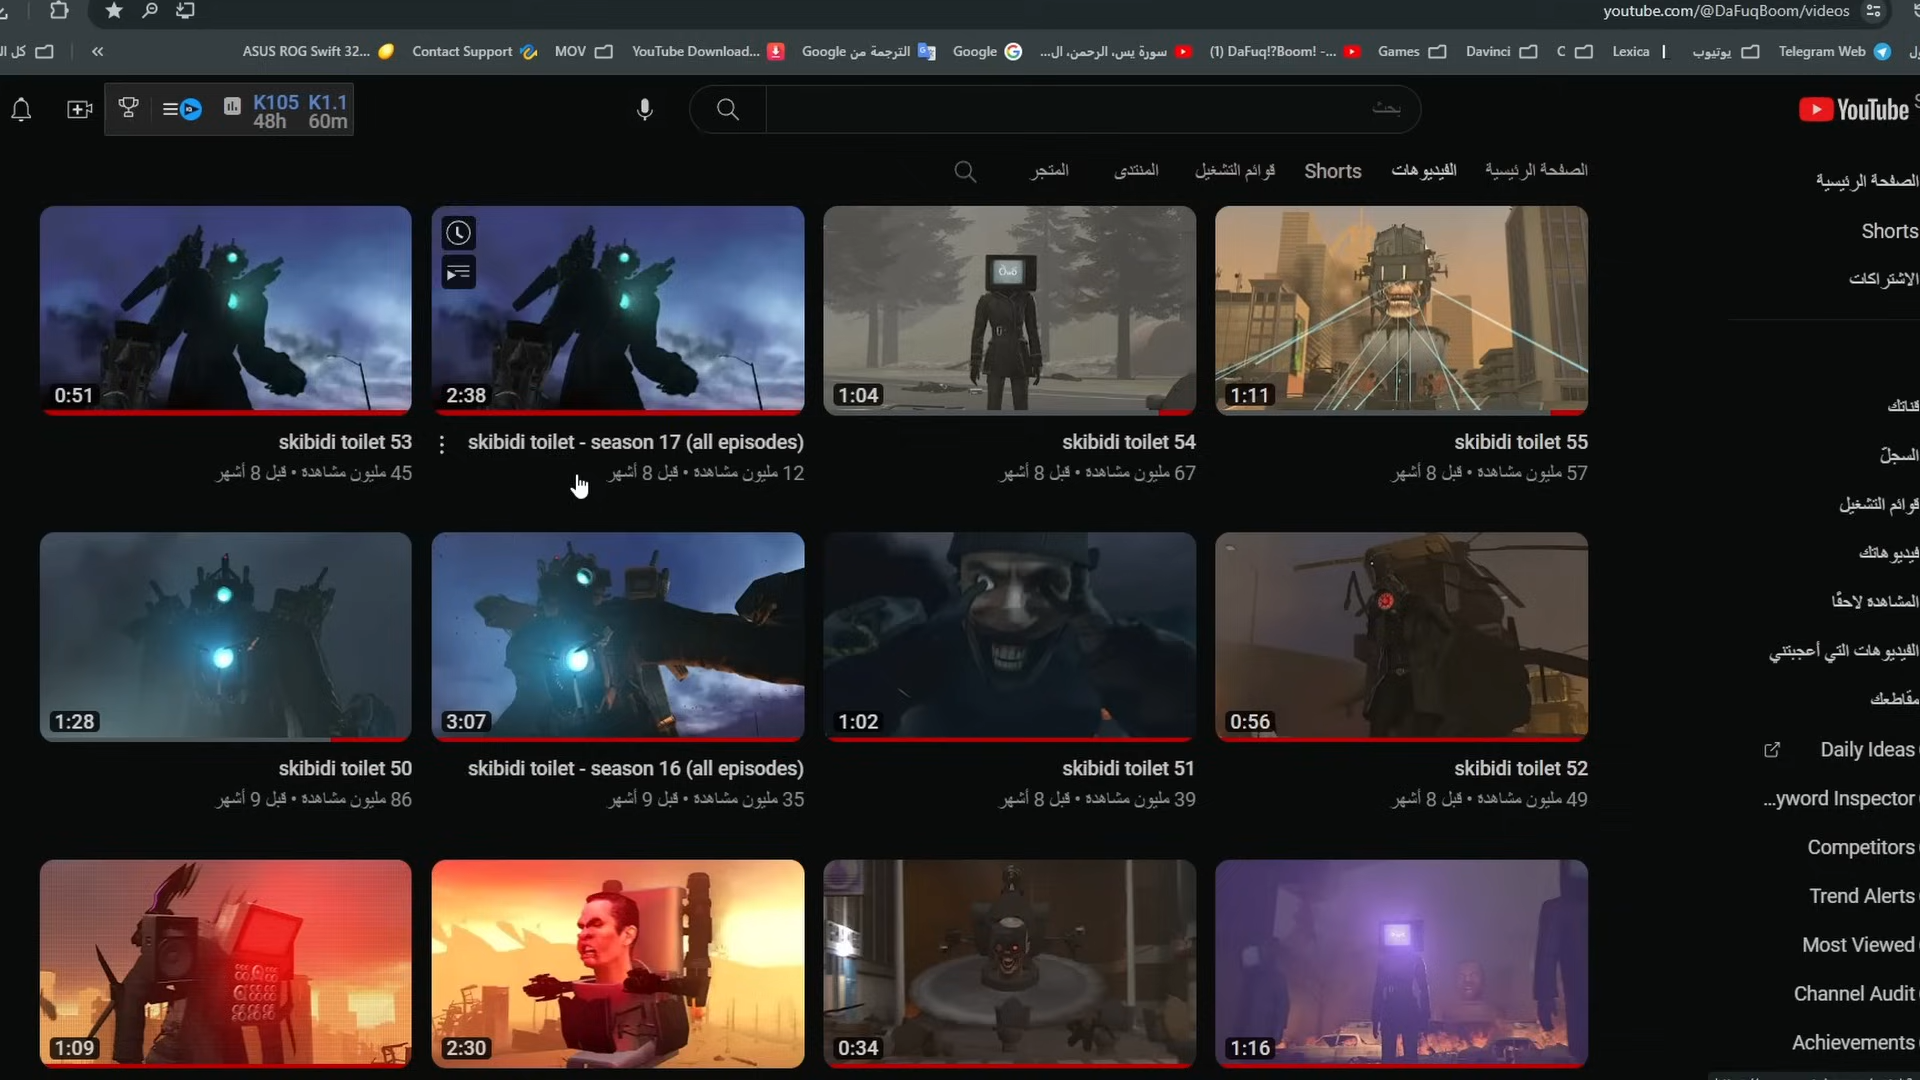 youtube.com/@DaFuqBoom/videos
Telegram Web
يوتيوب
Lexica
C
Davinci
Games
(1) DaFuq!?Boom! -...
سورة يس، الرحمن، ال...
Google
الترجمة من Google
YouTube Download...
MOV
Contact Support
ASUS ROG Swift 32...
»
YouTube
بحث
K105 K1.1
48h 60m
الصفحة الرئيسية
الفيديوهات
Shorts
قوائم التشغيل
المنتدى
المتجر
الصفحة الرئيسية
Shorts
الاشتراكات
قناتك
السجلّ
قوائم التشغيل
فيديوهاتك
المشاهدة لاحقًا
الفيديوهات التي أعجبتني
مقاطعك
Daily Ideas
...yword Inspector
Competitors
Trend Alerts
Most Viewed
Channel Audit
Achievements
1:11
skibidi toilet 55
57 مليون مشاهدة • قبل 8 أشهر
1:04
skibidi toilet 54
67 مليون مشاهدة • قبل 8 أشهر
2:38
skibidi toilet - season 17 (all episodes)
12 مليون مشاهدة • قبل 8 أشهر
0:51
skibidi toilet 53
45 مليون مشاهدة • قبل 8 أشهر
0:56
skibidi toilet 52
49 مليون مشاهدة • قبل 8 أشهر
1:02
skibidi toilet 51
39 مليون مشاهدة • قبل 8 أشهر
3:07
skibidi toilet - season 16 (all episodes)
35 مليون مشاهدة • قبل 9 أشهر
1:28
skibidi toilet 50
86 مليون مشاهدة • قبل 9 أشهر
1:16
0:34
2:30
1:09